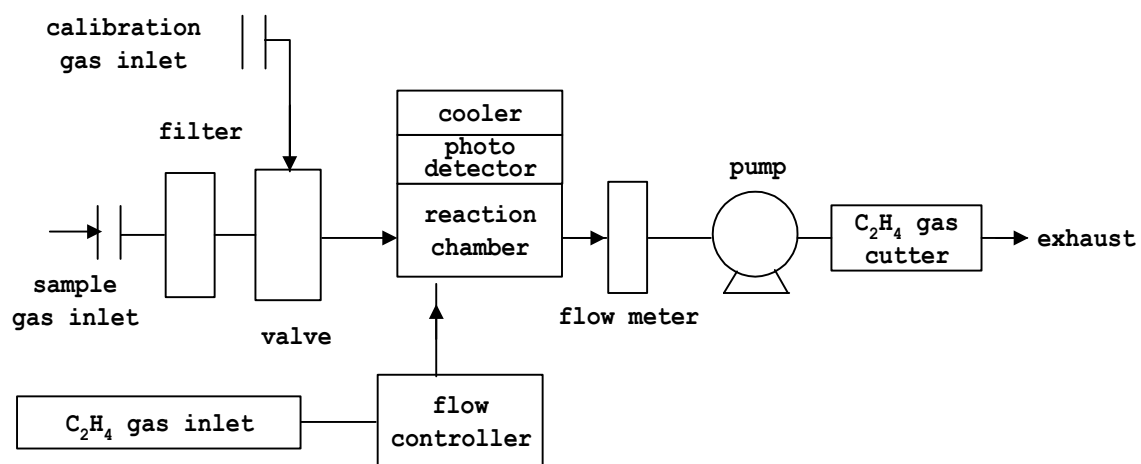 calibration
gas inlet
filter
cooler
photo
detector
reaction
chamber
pump
C₂H₄ gas
cutter
exhaust
sample
gas inlet
valve
flow meter
C₂H₄ gas inlet
flow
controller